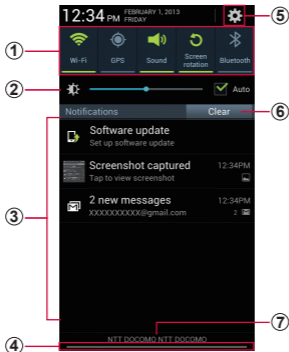 12:34 PM FEBRUARY 1, 2013 FRIDAY
⑤
①
Wi-Fi GPS Sound Screen rotation Bluetooth
② Auto
Notifications Clear ⑥
Software update
Set up software update
Screenshot captured 12:34PM
Tap to view screenshot
③
2 new messages 12:34PM
XXXXXXXXXX@gmail.com 2
⑦
NTT DOCOMO NTT DOCOMO
④